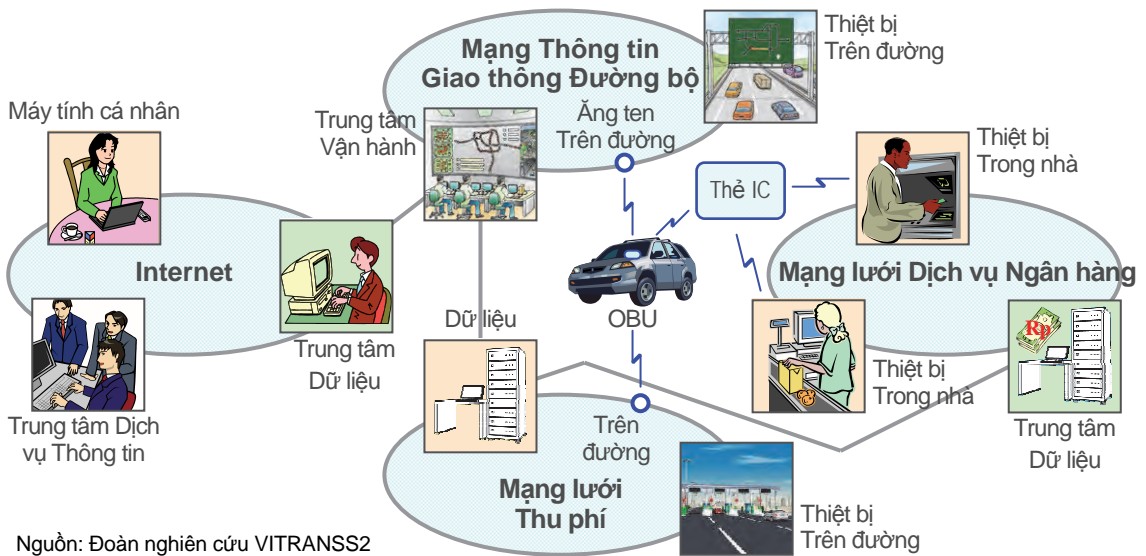 Mạng Thông tin
Giao thông Đường bộ
Thiết bị
Trên đường
Máy tính cá nhân
Trung tâm
Vận hành
Ăng ten
Trên đường
Thiết bị
Trong nhà
Thẻ IC
Internet
Mạng lưới Dịch vụ Ngân hàng
Dữ liệu
OBU
Rp
Trung tâm
Dữ liệu
Thiết bị
Trong nhà
Trung tâm Dịch
vụ Thông tin
Trên
đường
Trung tâm
Dữ liệu
Mạng lưới
Thu phí
Thiết bị
Trên đường
Nguồn: Đoàn nghiên cứu VITRANSS2